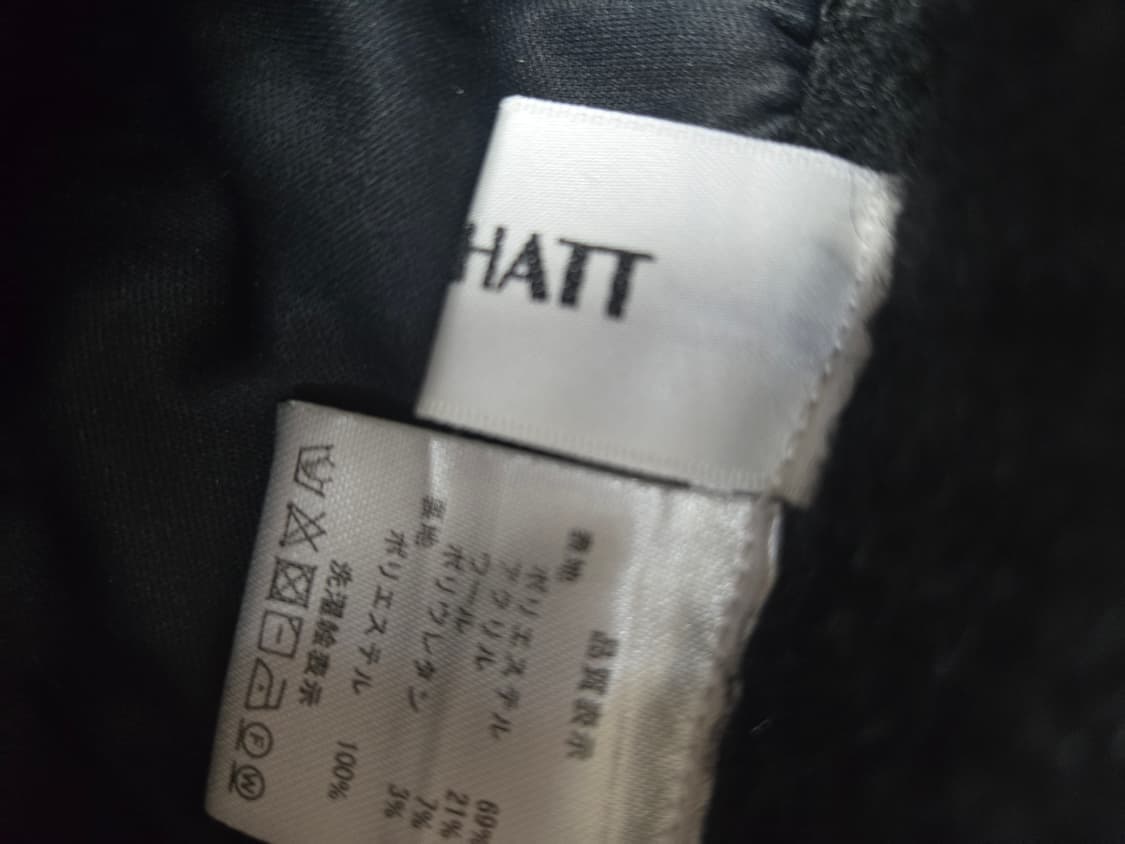 HATT
品質表示
表地
ポリエステル 69%
アクリル 21%
ウール 7%
ポリウレタン 3%
裏地
ポリエステル 100%
洗濯絵表示
F W